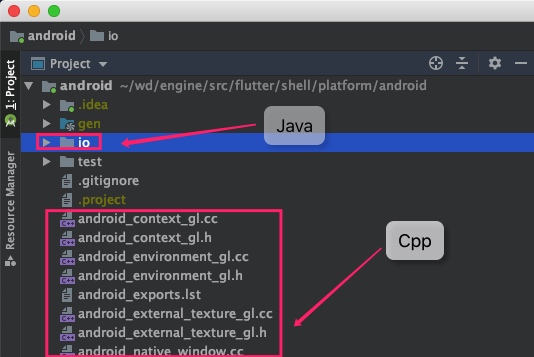 android io
Project
android ~/wd/engine/src/flutter/shell/platform/android
.idea
gen
Java
io
test
.gitignore
.project
android_context_gl.cc
android_context_gl.h
Cpp
android_environment_gl.cc
android_environment_gl.h
android_exports.lst
android_external_texture_gl.cc
android_external_texture_gl.h
android_native_window.cc
1: Project
Resource Manager